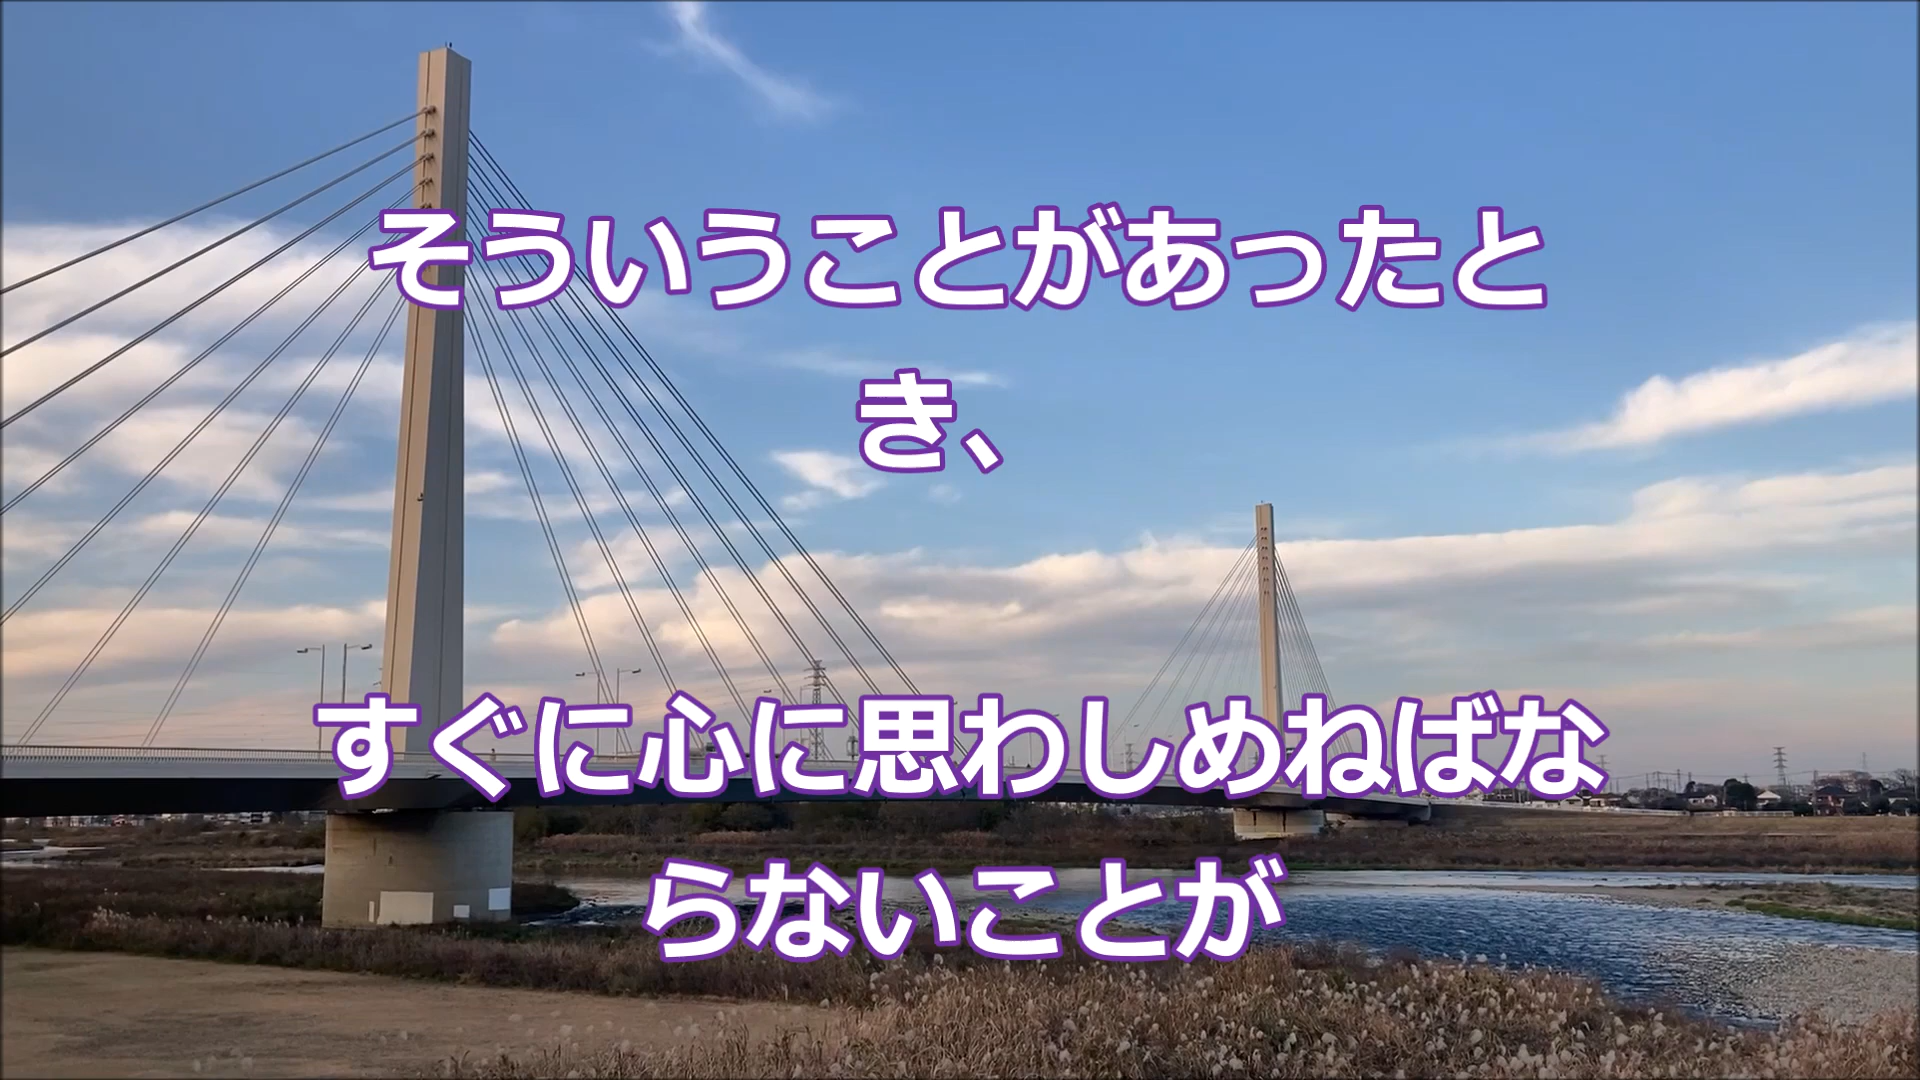 そういうことがあったと
き、
すぐに心に思わしめねばな
らないことが